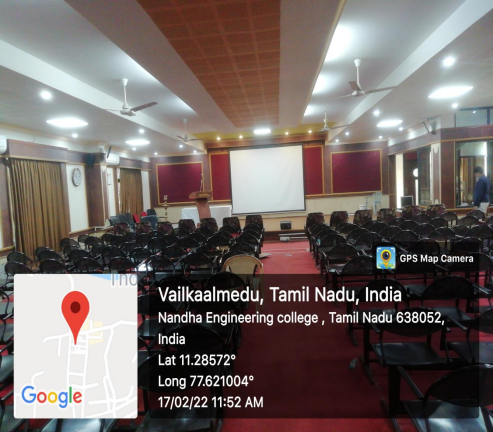 GPS Map Camera
Vailkaalmedu, Tamil Nadu, India
Nandha Engineering college , Tamil Nadu 638052,
India
Lat 11.28572°
Long 77.621004°
17/02/22 11:52 AM
Google